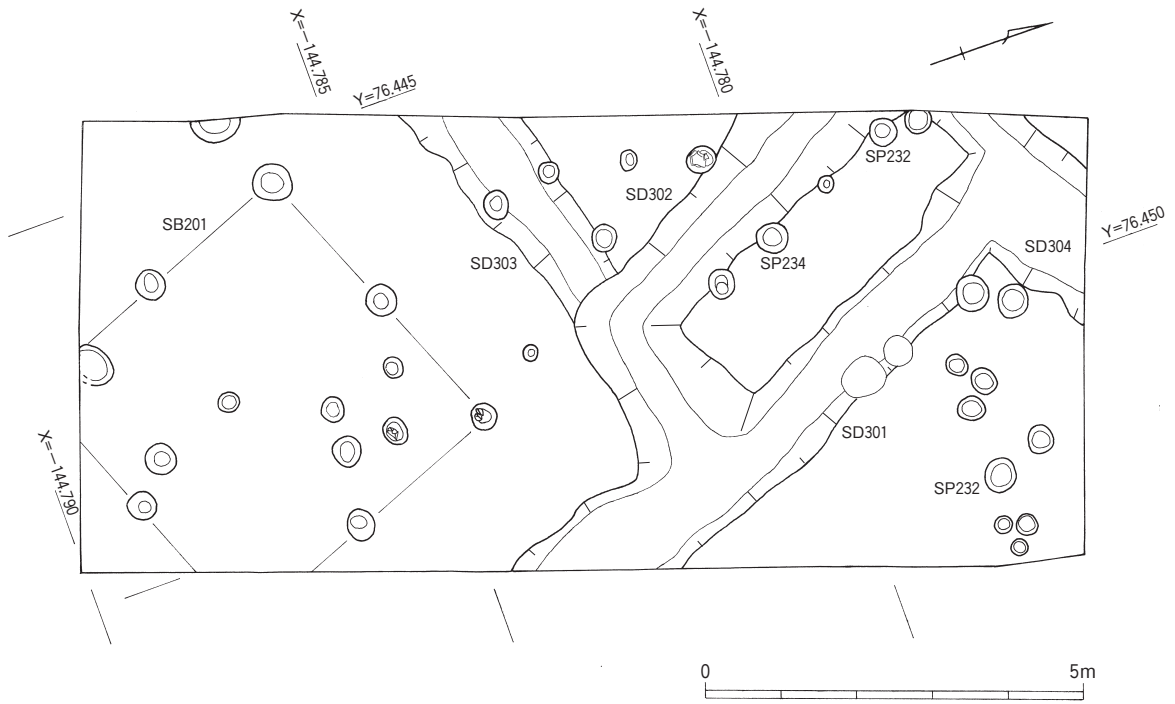 X=-144.785
Y=76.445
X=-144.780
SP232
SD302
SB201
SD303
SP234
Y=76.450
SD304
SD301
X=-144.790
SP232
0 5m